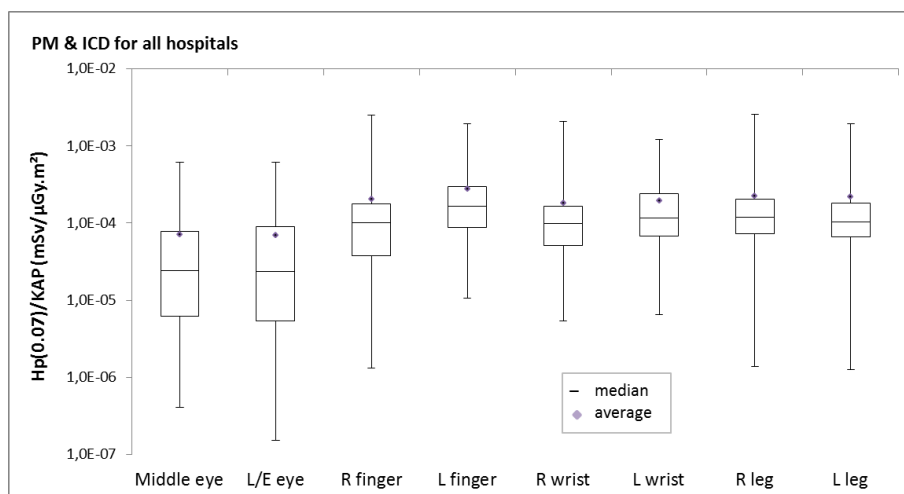 PM & ICD for all hospitals
1,0E-02
1,0E-03
1,0E-04
1,0E-05
1,0E-06
1,0E-07
Hp(0.07)/KAP (mSv/µGy.m²)
median
average
Middle eye L/E eye R finger L finger R wrist L wrist R leg L leg